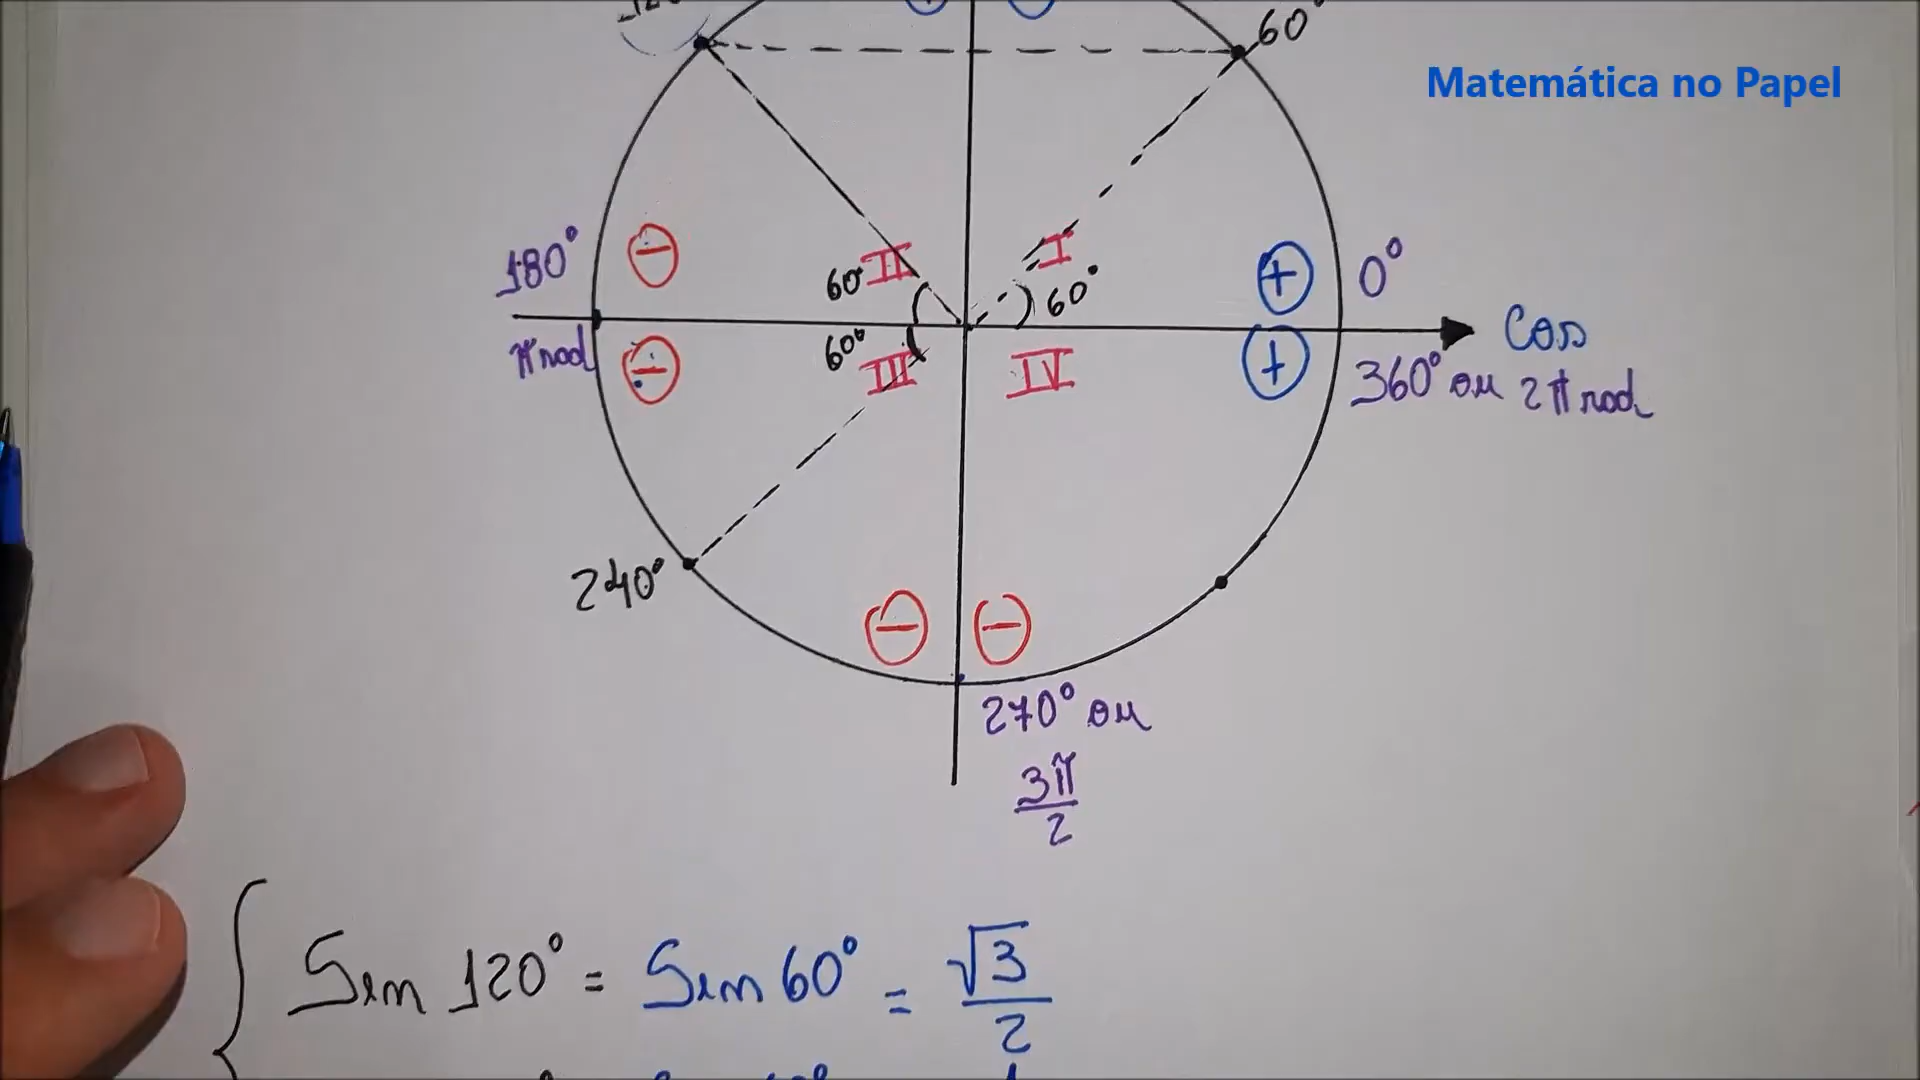 60°
Matemática no Papel
180°
⊖
II
I
⊕
0°
60°
60°
Cos
π rad
⊖
60°
III
IV
⊕
360° ou 2π rad
240°
⊖ ⊖
270° ou
3π
2
Sen 120° = Sen 60° = √3
2